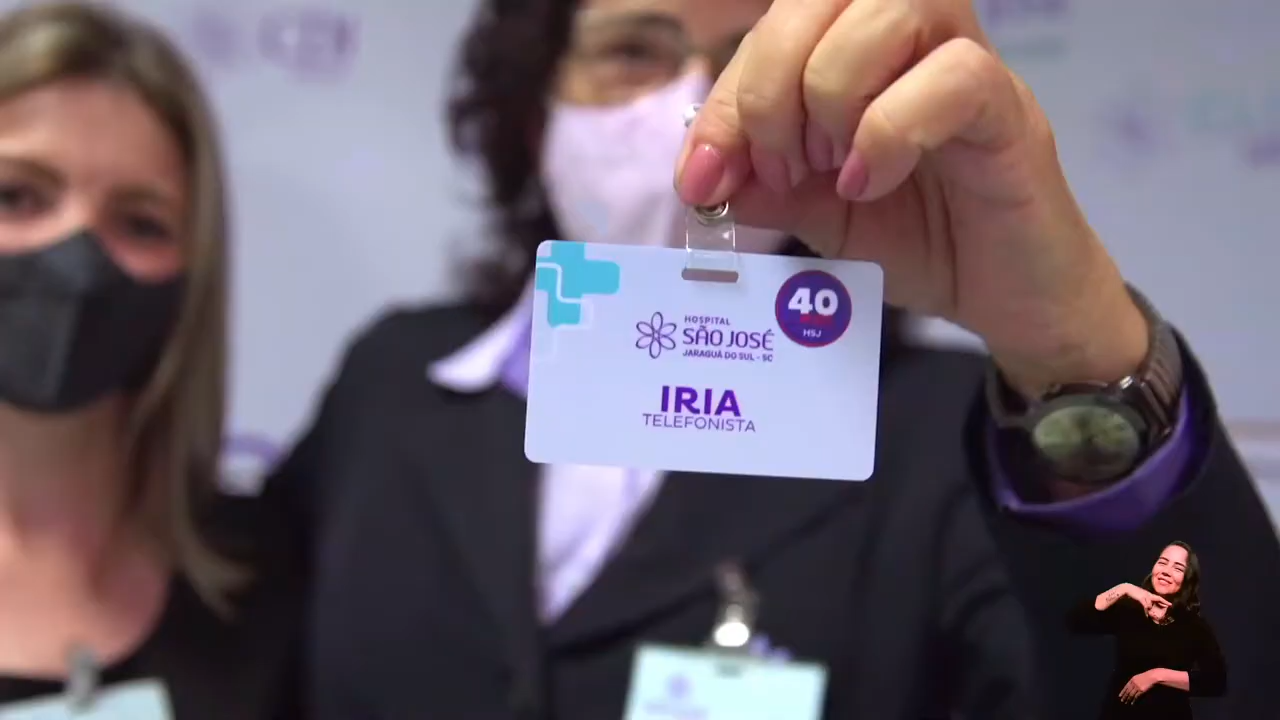 HOSPITAL
SÃO JOSÉ
JARAGUÁ DO SUL - SC
40
HSJ
IRIA
TELEFONISTA